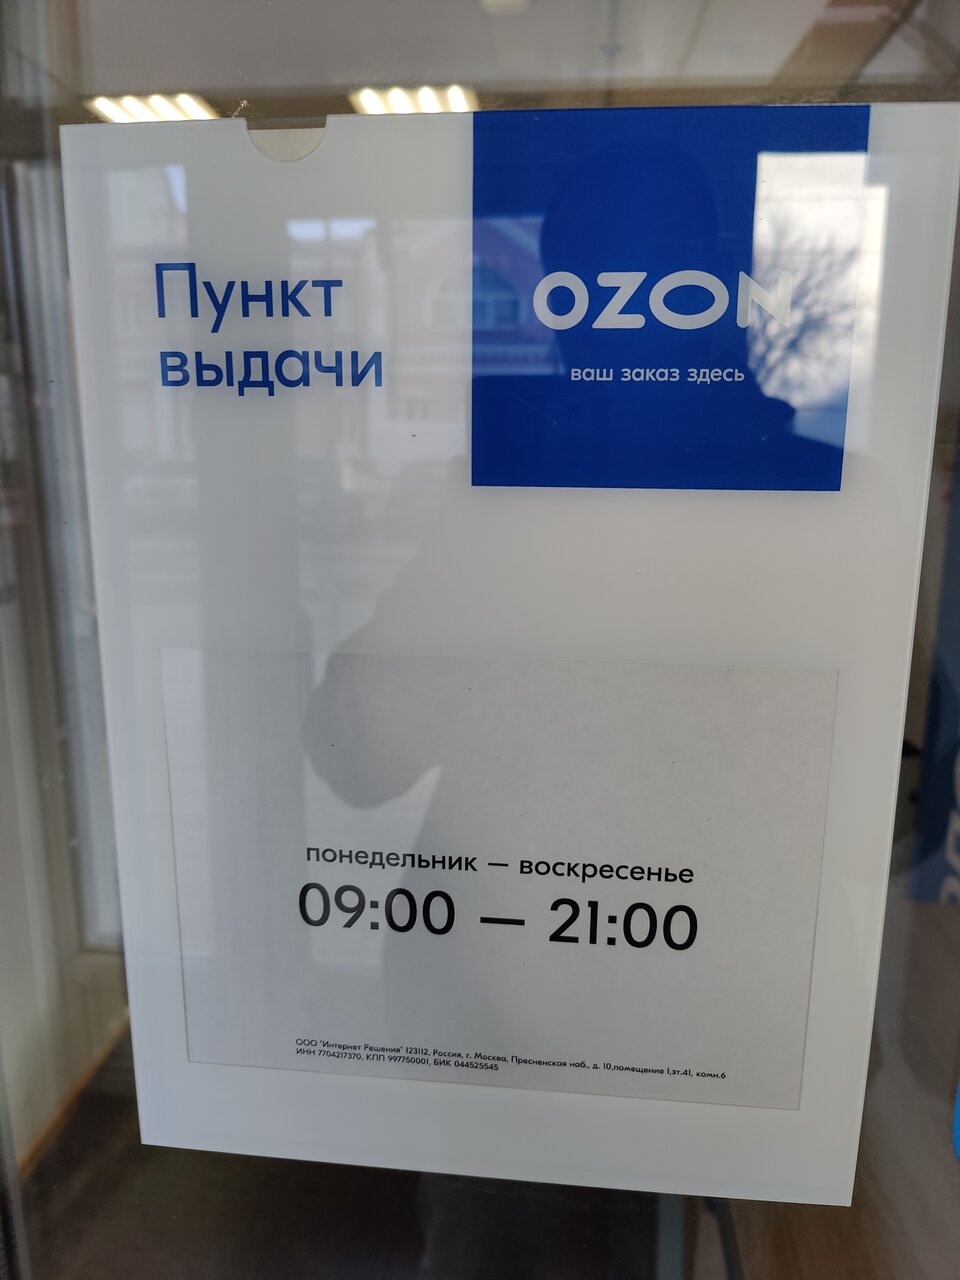 Пункт
выдачи
OZON
ваш заказ здесь
понедельник — воскресенье
09:00 — 21:00
ООО "Интернет Решения" 123112, Россия, г. Москва, Пресненская наб., д. 10,помещение 1,эт.41, комн.6
ИНН 7704217370, КПП 997750001, БИК 044525545